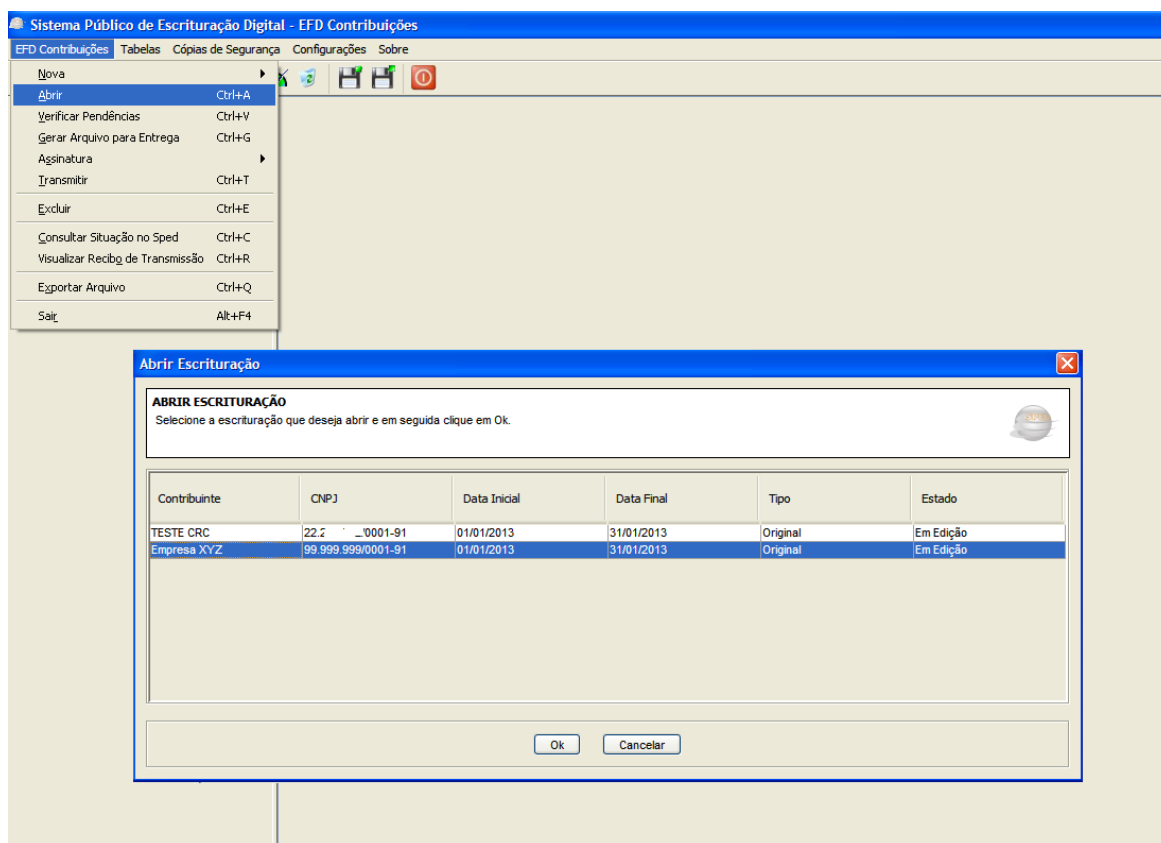 Sistema Público de Escrituração Digital - EFD Contribuições
EFD Contribuições Tabelas Cópias de Segurança Configurações Sobre
Nova
Abrir Ctrl+A
Verificar Pendências Ctrl+V
Gerar Arquivo para Entrega Ctrl+G
Assinatura
Transmitir Ctrl+T
Excluir Ctrl+E
Consultar Situação no Sped Ctrl+C
Visualizar Recibo de Transmissão Ctrl+R
Exportar Arquivo Ctrl+Q
Sair Alt+F4
Abrir Escrituração
ABRIR ESCRITURAÇÃO
Selecione a escrituração que deseja abrir e em seguida clique em Ok.
Contribuinte CNPJ Data Inicial Data Final Tipo Estado
TESTE CRC 22.2 /0001-91 01/01/2013 31/01/2013 Original Em Edição
Empresa XYZ 99.999.999/0001-91 01/01/2013 31/01/2013 Original Em Edição
Ok Cancelar